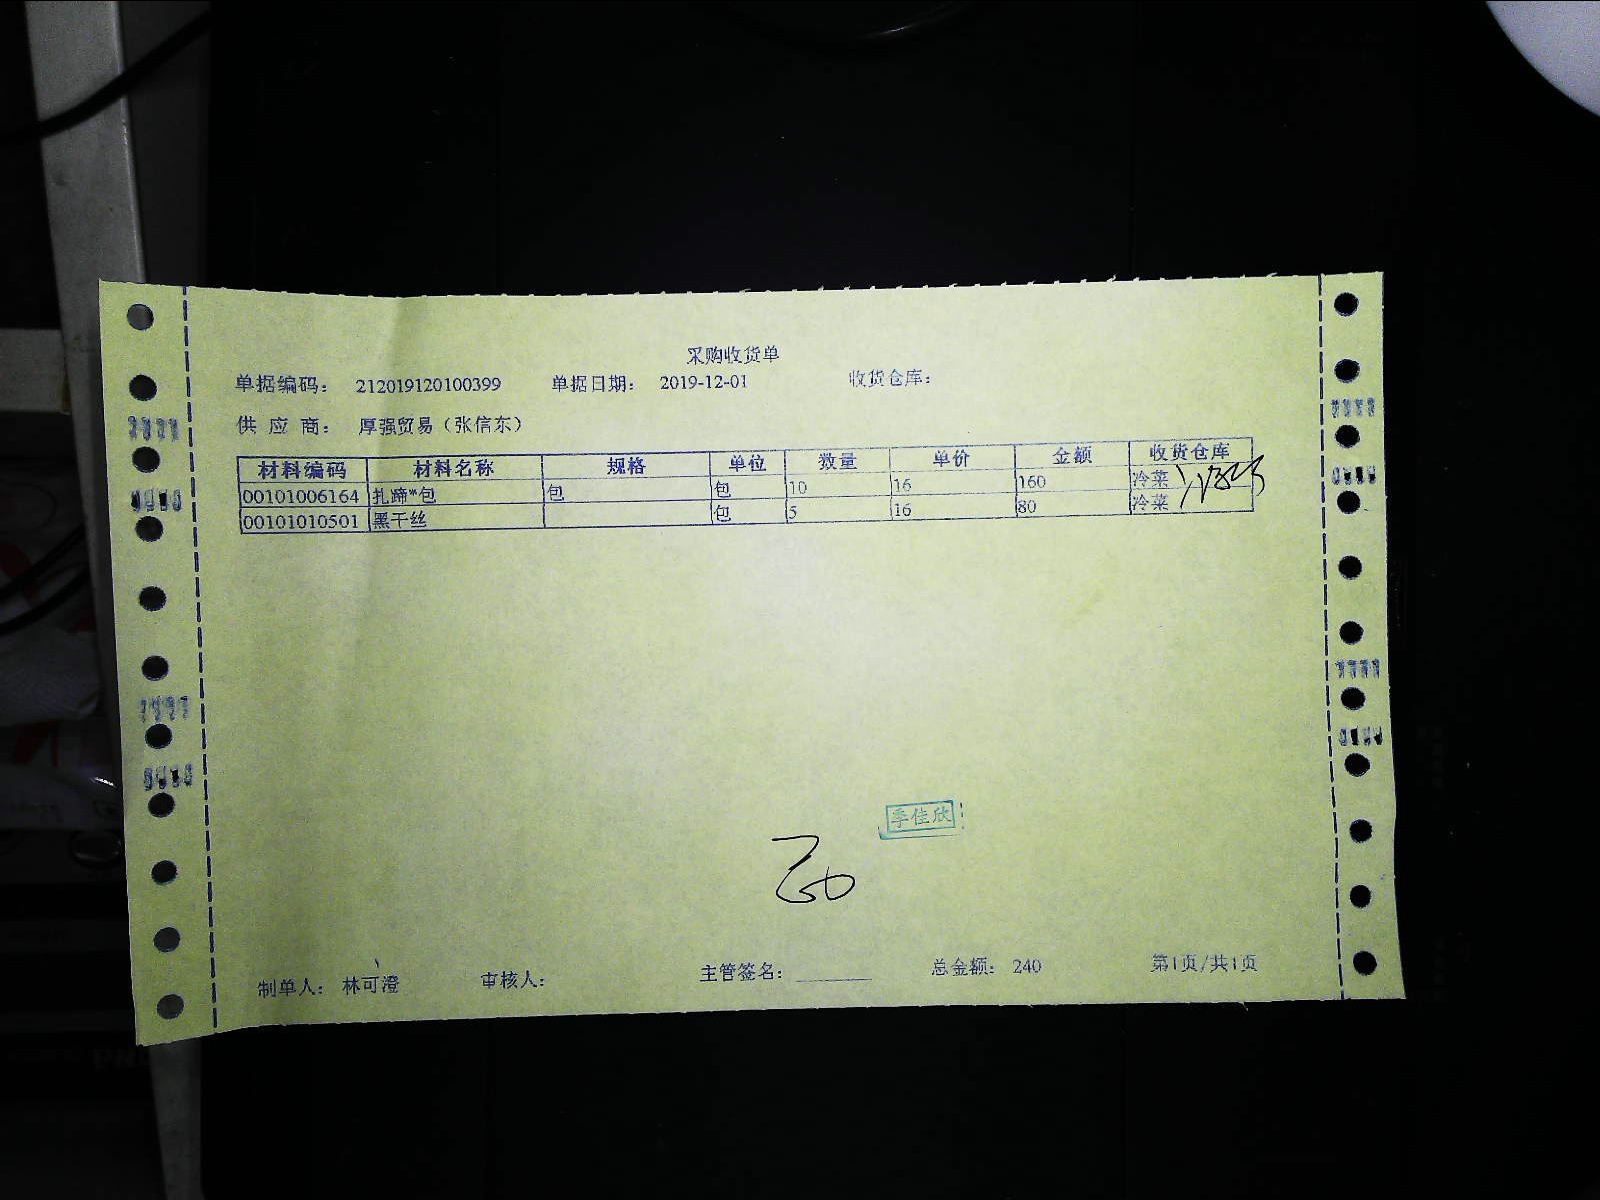 采购收货单
单据编码： 212019120100399 单据日期： 2019-12-01 收货仓库：
供 应 商： 厚强贸易（张信东）
材料编码 材料名称 规格 单位 数量 单价 金额 收货仓库
00101006164 扎蹄*包 包 包 10 16 160 冷菜
00101010501 黑干丝 包 5 16 80 冷菜
季佳欣
制单人： 林可澄 审核人： 主管签名： 总金额： 240 第1页/共1页